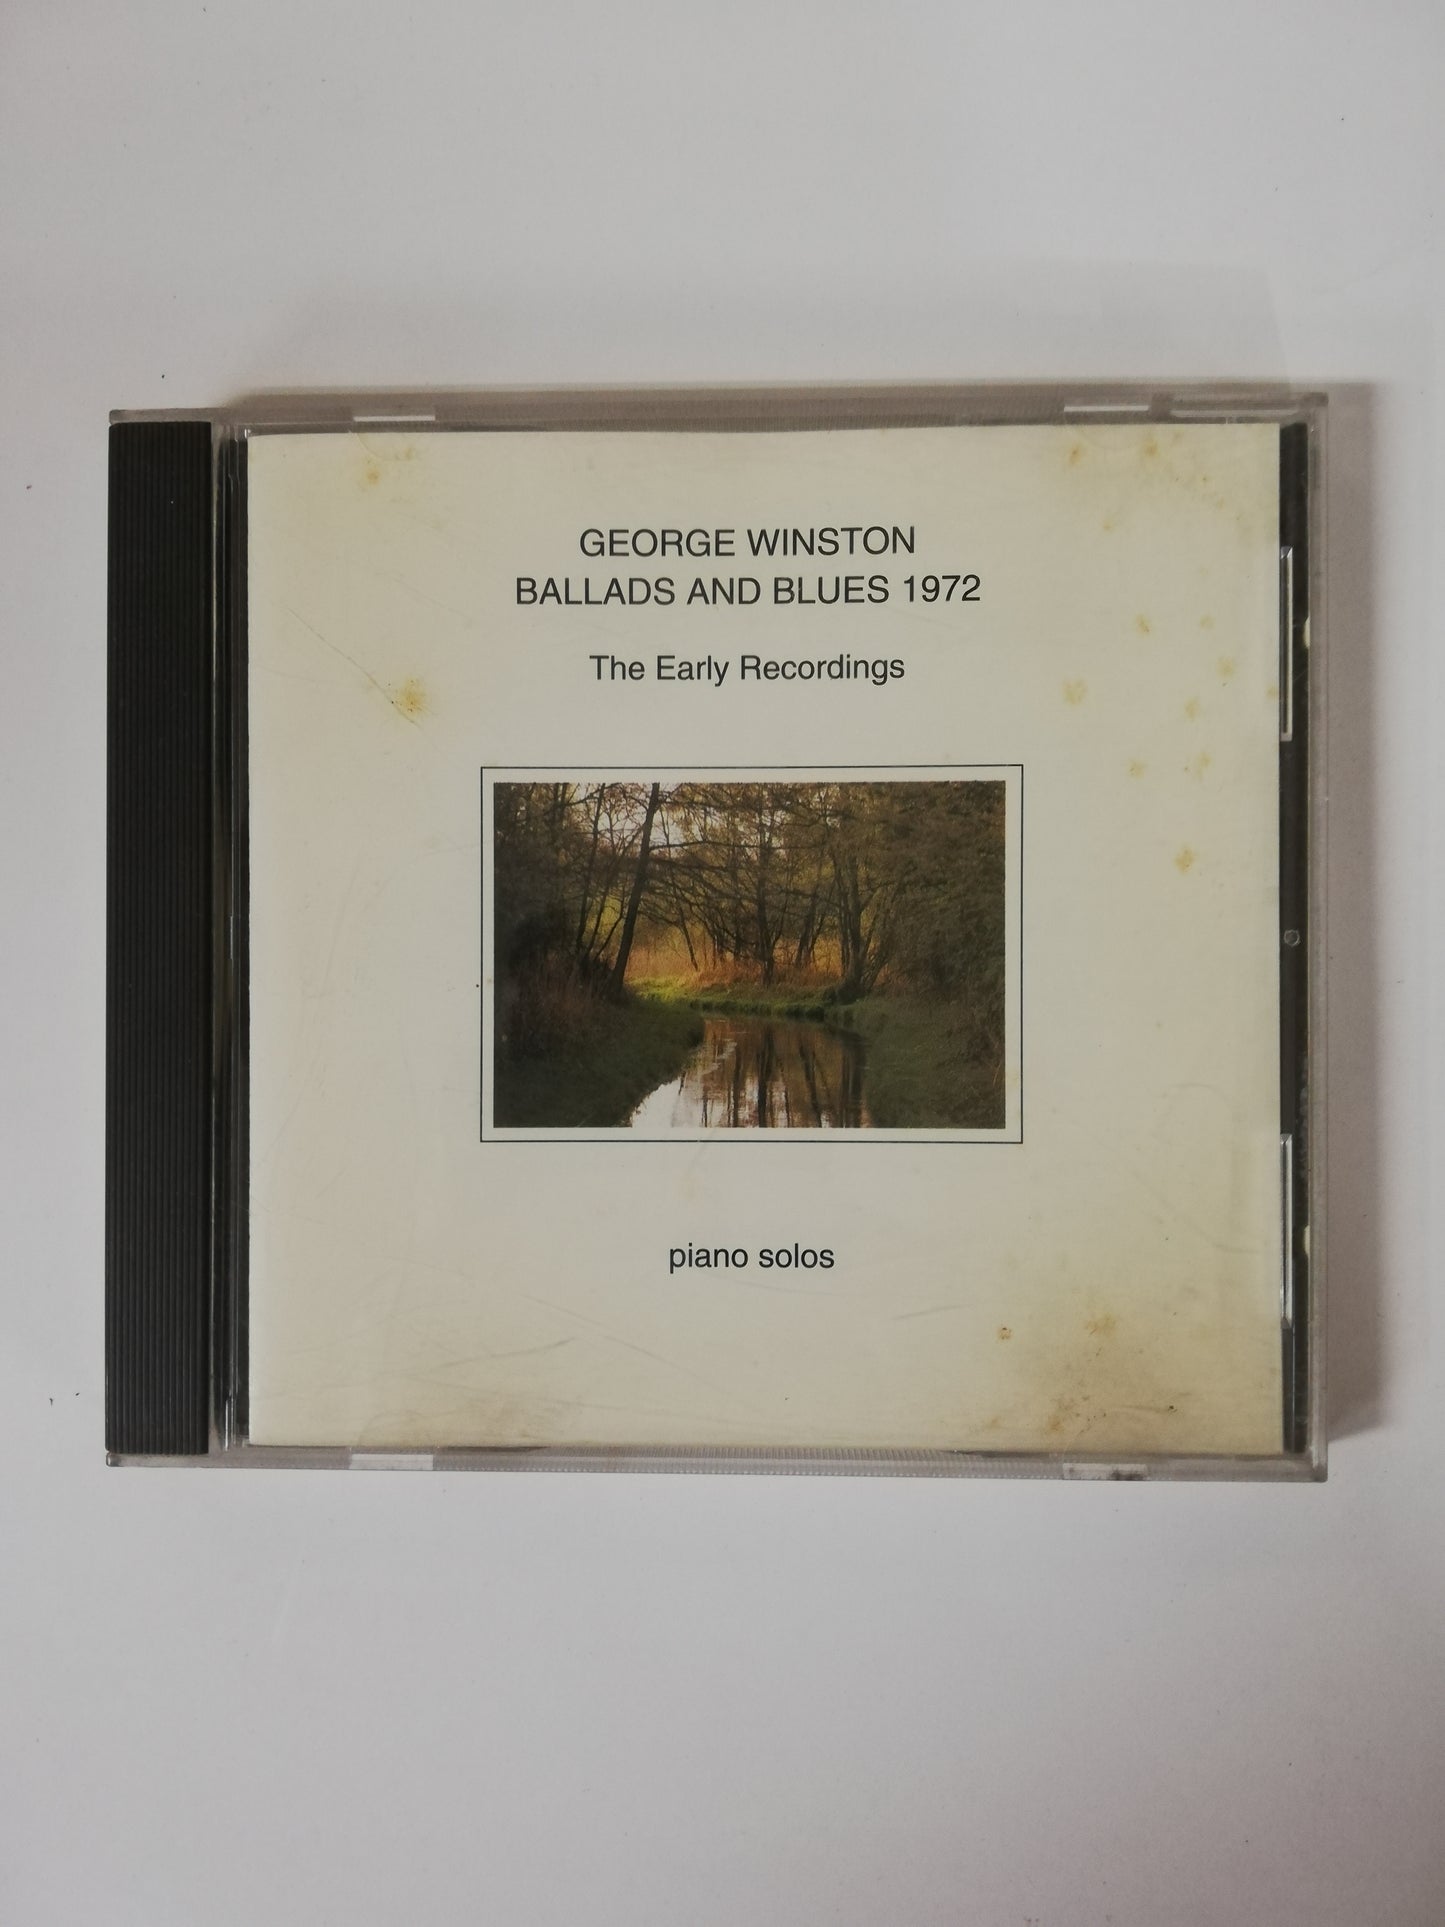 GEORGE WINSTON
BALLADS AND BLUES 1972
The Early Recordings
piano solos